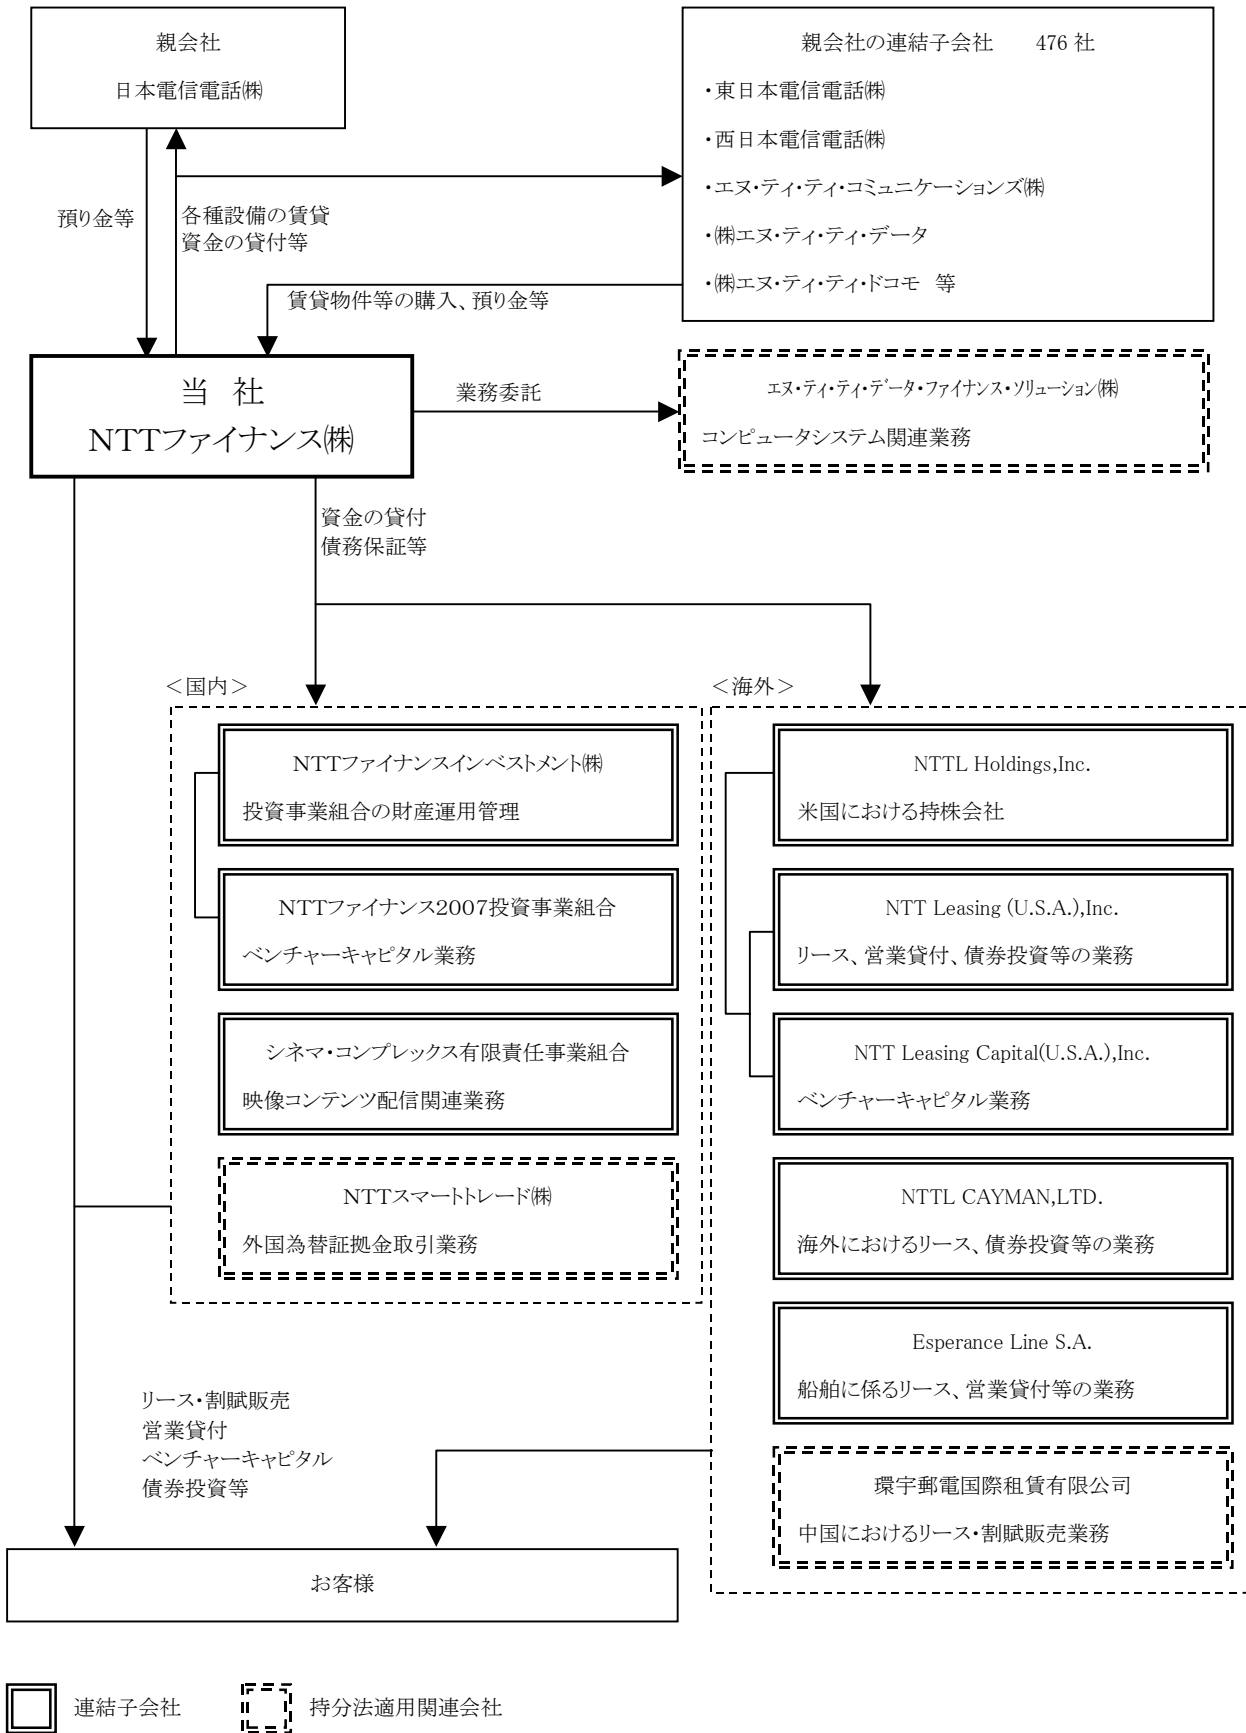 親会社
日本電信電話㈱
親会社の連結子会社　476 社
・東日本電信電話㈱
・西日本電信電話㈱
・エヌ・ティ・ティ・コミュニケーションズ㈱
・㈱エヌ・ティ・ティ・データ
・㈱エヌ・ティ・ティ・ドコモ　等
預り金等
各種設備の賃貸
資金の貸付等
賃貸物件等の購入、預り金等
当　社
NTTファイナンス㈱
業務委託
エヌ・ティ・ティ・データ・ファイナンス・ソリューション㈱
コンピュータシステム関連業務
資金の貸付
債務保証等
＜国内＞
NTTファイナンスインベストメント㈱
投資事業組合の財産運用管理
NTTファイナンス2007投資事業組合
ベンチャーキャピタル業務
シネマ・コンプレックス有限責任事業組合
映像コンテンツ配信関連業務
NTTスマートトレード㈱
外国為替証拠金取引業務
＜海外＞
NTTL Holdings,Inc.
米国における持株会社
NTT Leasing (U.S.A.),Inc.
リース、営業貸付、債券投資等の業務
NTT Leasing Capital(U.S.A.),Inc.
ベンチャーキャピタル業務
NTTL CAYMAN,LTD.
海外におけるリース、債券投資等の業務
Esperance Line S.A.
船舶に係るリース、営業貸付等の業務
環宇郵電国際租賃有限公司
中国におけるリース・割賦販売業務
リース・割賦販売
営業貸付
ベンチャーキャピタル
債券投資等
お客様
連結子会社
持分法適用関連会社